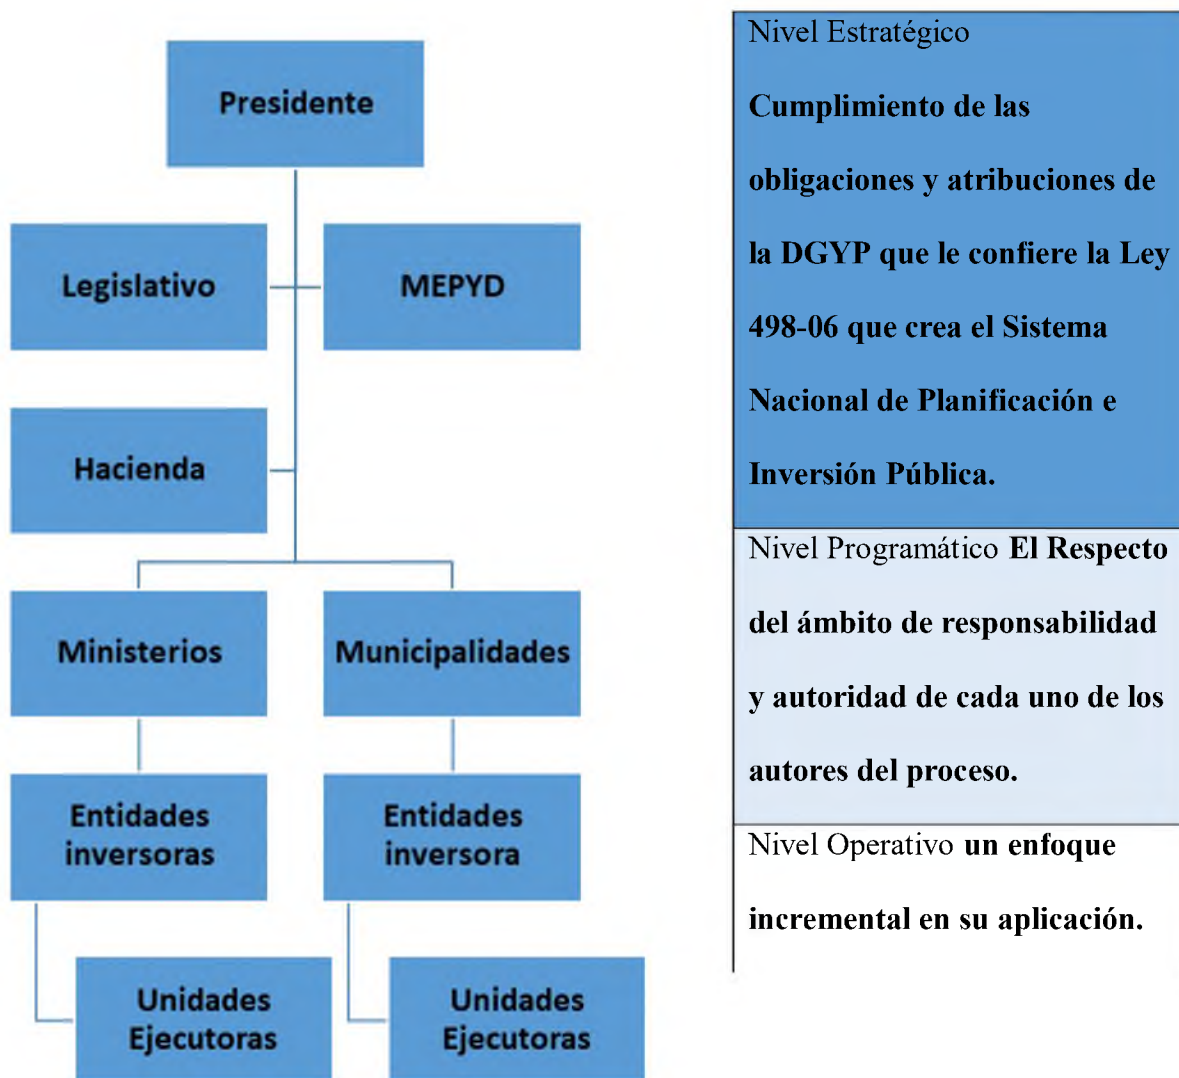 Presidente
Legislativo
MEPYD
Hacienda
Ministerios
Municipalidades
Entidades
inversoras
Entidades
inversora
Unidades
Ejecutoras
Unidades
Ejecutoras
Nivel Estratégico
Cumplimiento de las
obligaciones y atribuciones de
la DGYP que le confiere la Ley
498-06 que crea el Sistema
Nacional de Planificación e
Inversión Pública.
Nivel Programático El Respecto
del ámbito de responsabilidad
y autoridad de cada uno de los
autores del proceso.
Nivel Operativo un enfoque
incremental en su aplicación.